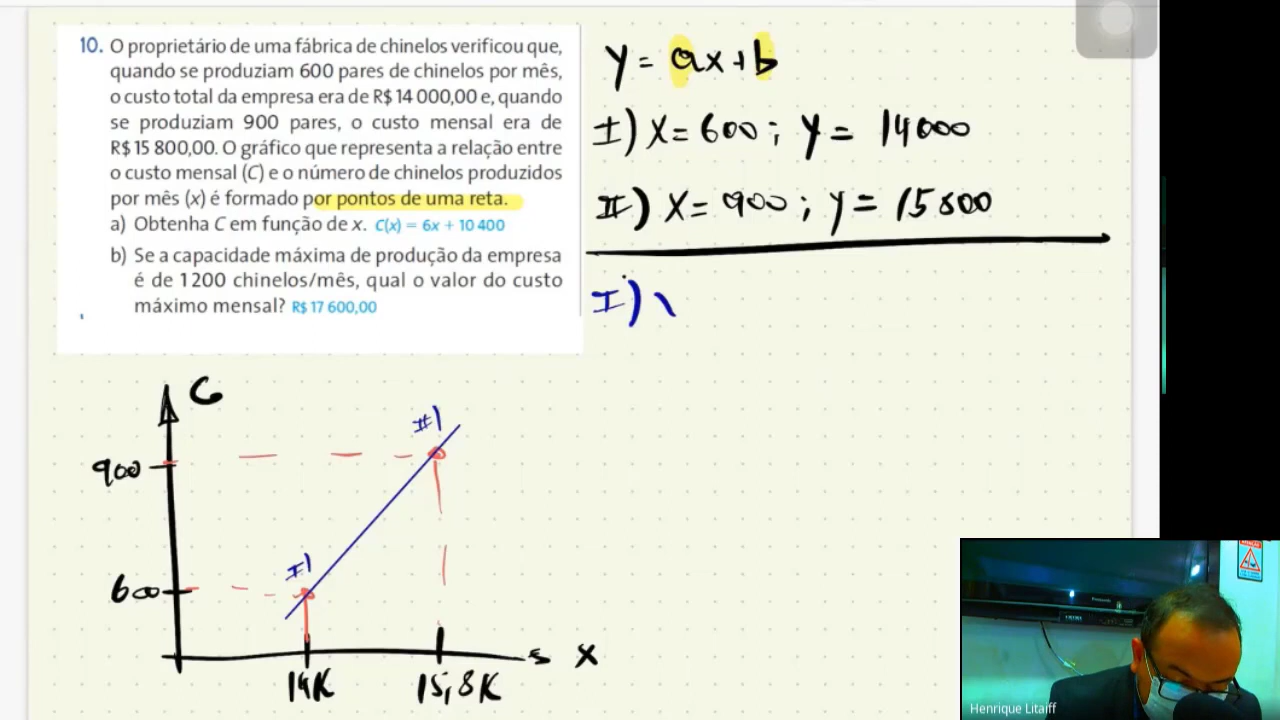 10. O proprietário de uma fábrica de chinelos verificou que,
quando se produziam 600 pares de chinelos por mês,
o custo total da empresa era de R$ 14 000,00 e, quando
se produziam 900 pares, o custo mensal era de
R$ 15 800,00. O gráfico que representa a relação entre
o custo mensal (C) e o número de chinelos produzidos
por mês (x) é formado por pontos de uma reta.
a) Obtenha C em função de x. C(x) = 6x + 10 400
b) Se a capacidade máxima de produção da empresa
é de 1 200 chinelos/mês, qual o valor do custo
máximo mensal? R$ 17 600,00
y = ax + b
I) x = 600 ; y = 14000
II) x = 900 ; y = 15800
I)
C
900
600
I)
II)
14K
15,8K
x
Henrique Litaiff